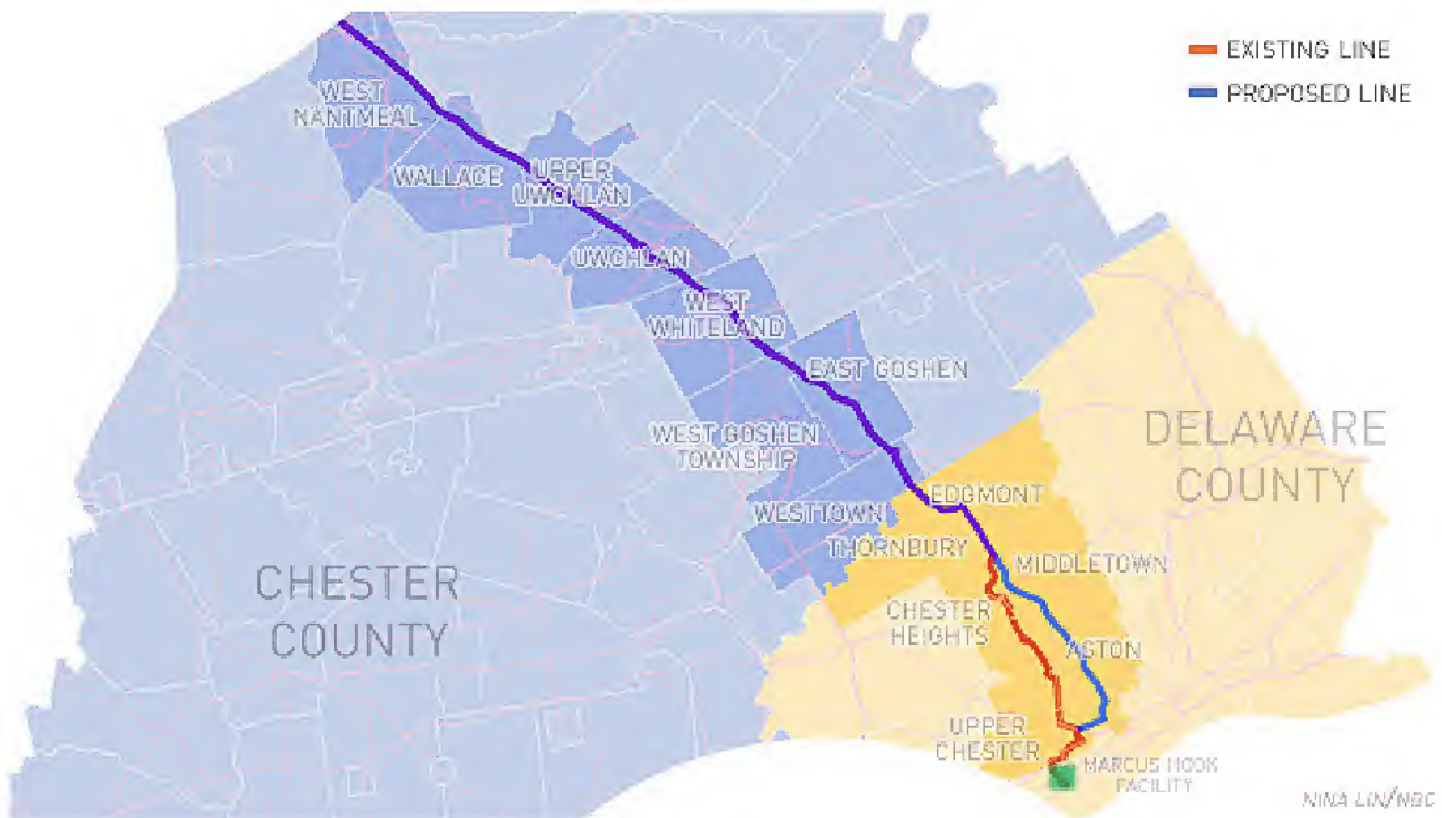 EXISTING LINE
PROPOSED LINE
WEST
NANTMEAL
WALLACE
UPPER
UWCHLAN
UWCHLAN
WEST
WHITELAND
EAST GOSHEN
WEST GOSHEN
TOWNSHIP
WESTTOWN
EDGMONT
THORNBURY
MIDDLETOWN
CHESTER
HEIGHTS
ASTON
UPPER
CHESTER
MARCUS HOOK
FACILITY
DELAWARE
COUNTY
CHESTER
COUNTY
NINA LIN/NBC